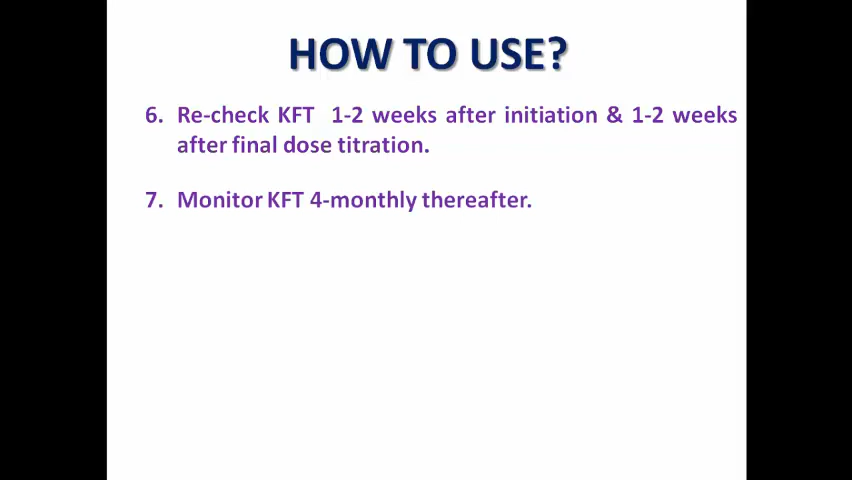 HOW TO USE?
6. Re-check KFT 1-2 weeks after initiation & 1-2 weeks
after final dose titration.
7. Monitor KFT 4-monthly thereafter.